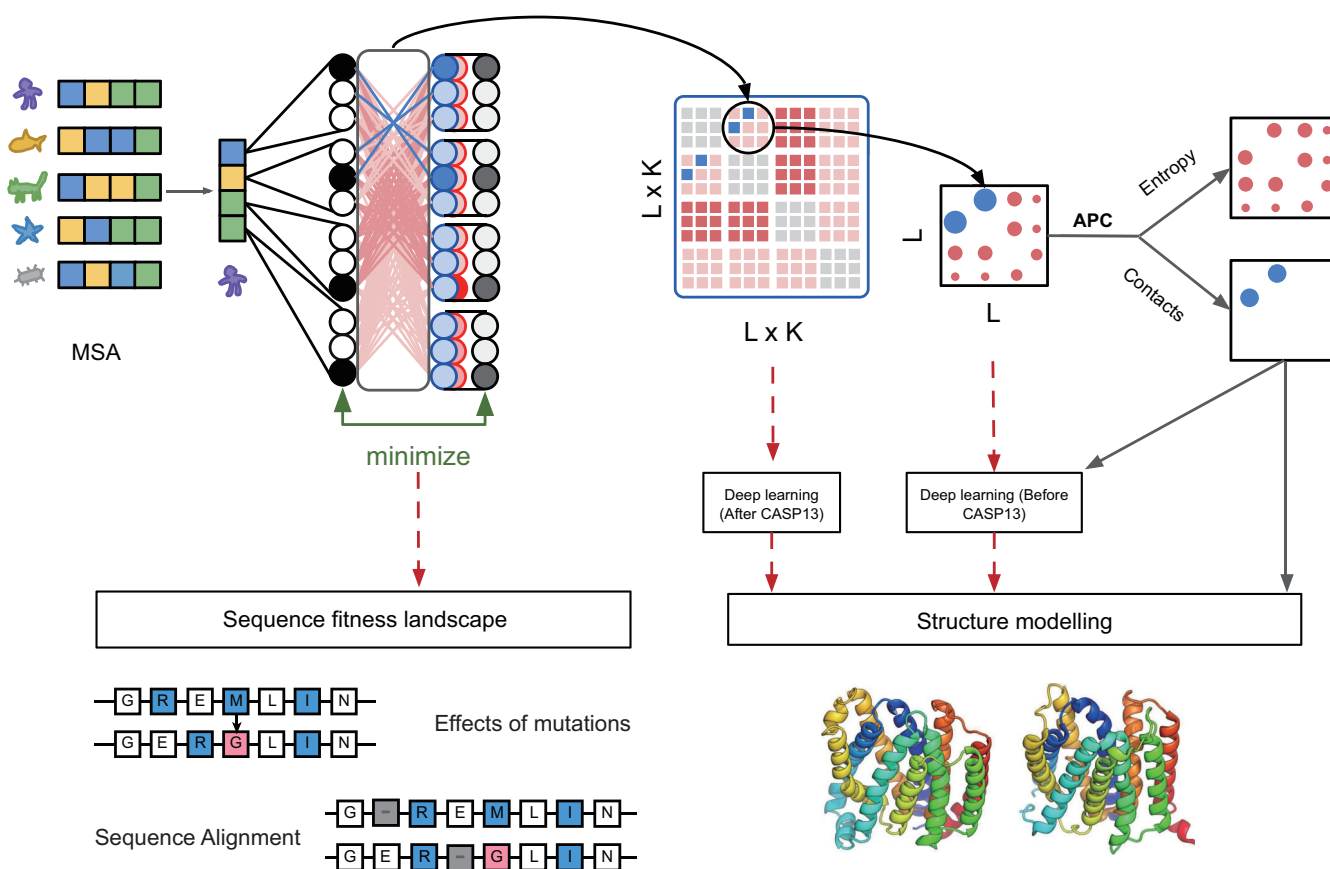 MSA
minimize
L x K
L x K
L
L
APC
Entropy
Contacts
Deep learning
(After CASP13)
Deep learning (Before
CASP13)
Sequence fitness landscape
Structure modelling
G R E M L I N
G E R G L I N
Effects of mutations
Sequence Alignment
G - R E M L I N
G E R - G L I N